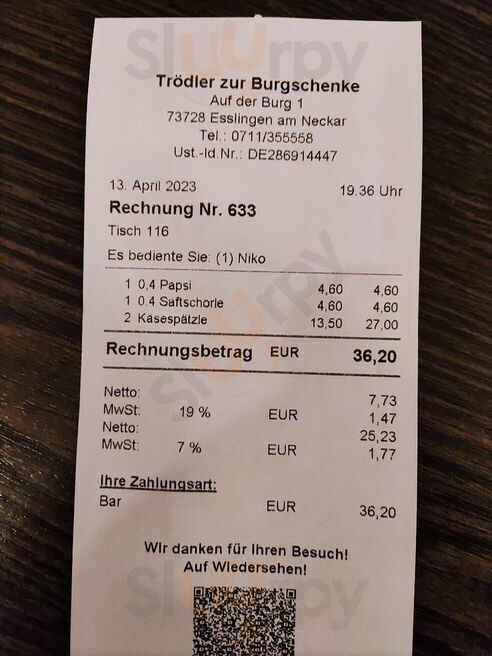 Trödler zur Burgschenke
Auf der Burg 1
73728 Esslingen am Neckar
Tel.: 0711/355558
Ust.-Id.Nr.: DE286914447
13. April 2023 19.36 Uhr
Rechnung Nr. 633
Tisch 116
Es bediente Sie: (1) Niko
1 0,4 Papsi 4,60 4,60
1 0,4 Saftschorle 4,60 4,60
2 Käsespätzle 13,50 27,00
Rechnungsbetrag EUR 36,20
Netto: 7,73
MwSt: 19 % EUR 1,47
Netto: 25,23
MwSt: 7 % EUR 1,77
Ihre Zahlungsart:
Bar EUR 36,20
Wir danken für Ihren Besuch!
Auf Wiedersehen!
Sluurpy
Sluurpy
Sluurpy